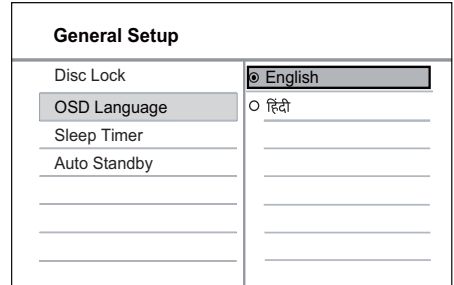 General Setup
Disc Lock
OSD Language
Sleep Timer
Auto Standby
English
हिंदी